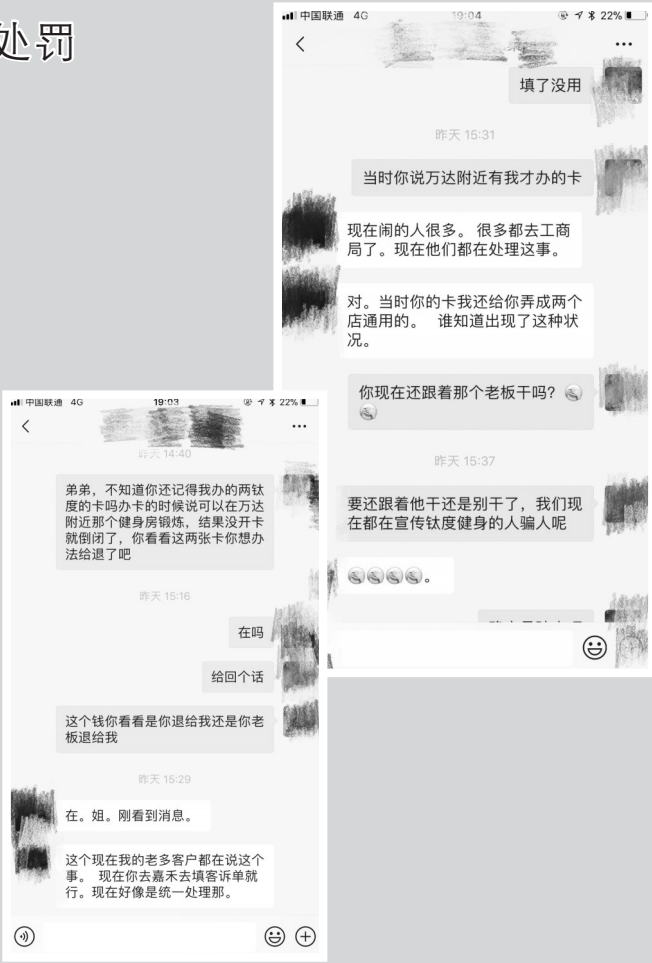 处罚
中国联通 4G 19:04 22%
填了没用
昨天 15:31
当时你说万达附近有我才办的卡
现在闹的人很多。 很多都去工商
局了。现在他们都在处理这事。
对。当时你的卡我还给你弄成两个
店通用的。 谁知道出现了这种状
况。
你现在还跟着那个老板干吗?
昨天 15:37
要还跟着他干还是别干了，我们现
在都在宣传钛度健身的人骗人呢
。
中国联通 4G 19:03 22%
昨天 14:40
弟弟，不知道你还记得我办的两钛
度的卡吗办卡的时候说可以在万达
附近那个健身房锻炼，结果没开卡
就倒闭了，你看看这两张卡你想办
法给退了吧
昨天 15:16
在吗
给回个话
这个钱你看看是你退给我还是你老
板退给我
昨天 15:29
在。姐。刚看到消息。
这个现在我的老多客户都在说这个
事。 现在你去嘉禾去填客诉单就
行。现在好像是统一处理那。